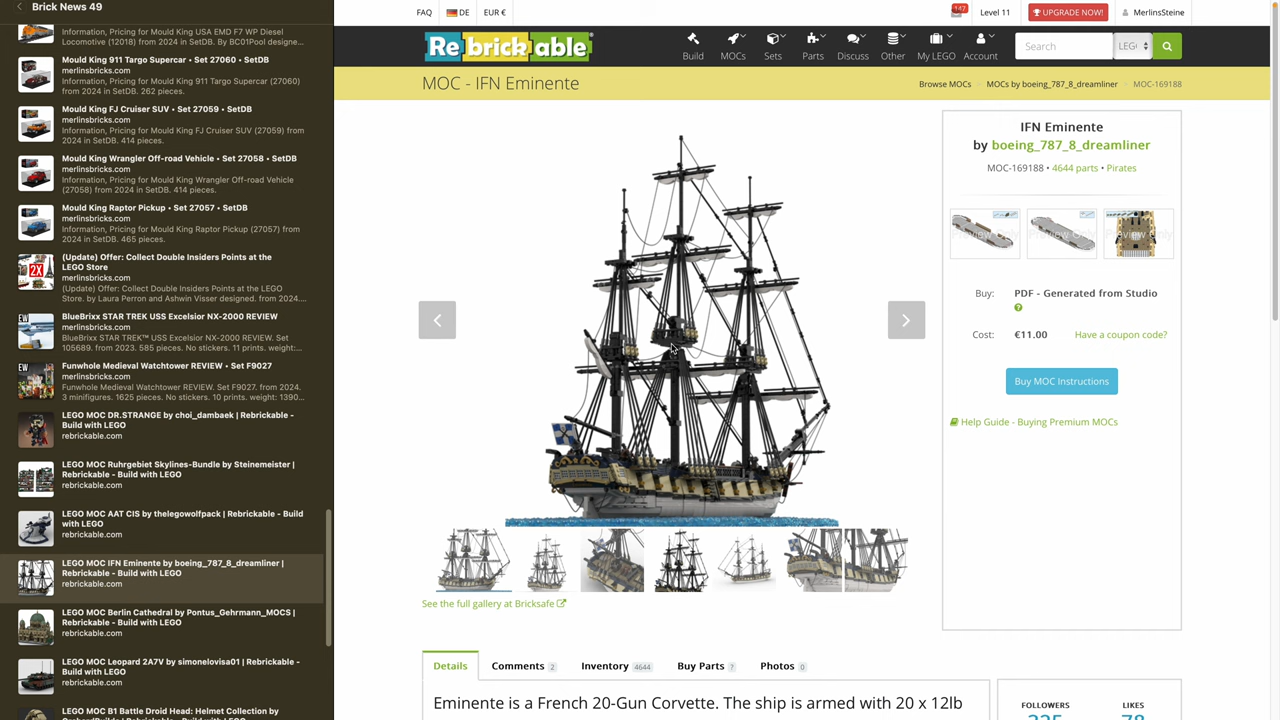 Brick News 49
Information, Pricing for Mould King USA EMD F7 WP Diesel
Locomotive (12018) from 2024 in SetDB. By BC01Pool designe...
Mould King 911 Targo Supercar • Set 27060 • SetDB
merlinsbricks.com
Information, Pricing for Mould King 911 Targo Supercar (27060)
from 2024 in SetDB. 262 pieces.
Mould King FJ Cruiser SUV • Set 27059 • SetDB
merlinsbricks.com
Information, Pricing for Mould King FJ Cruiser SUV (27059) from
2024 in SetDB. 414 pieces.
Mould King Wrangler Off-road Vehicle • Set 27058 • SetDB
merlinsbricks.com
Information, Pricing for Mould King Wrangler Off-road Vehicle
(27058) from 2024 in SetDB. 414 pieces.
Mould King Raptor Pickup • Set 27057 • SetDB
merlinsbricks.com
Information, Pricing for Mould King Raptor Pickup (27057) from
2024 in SetDB. 465 pieces.
(Update) Offer: Collect Double Insiders Points at the
LEGO Store
merlinsbricks.com
(Update) Offer: Collect Double Insiders Points at the LEGO
Store. by Laura Perron and Ashwin Visser designed. from 2024....
BlueBrixx STAR TREK USS Excelsior NX-2000 REVIEW
merlinsbricks.com
BlueBrixx STAR TREK™ USS Excelsior NX-2000 REVIEW. Set
105689. from 2023. 585 pieces. No stickers. 11 prints. weight:...
Funwhole Medieval Watchtower REVIEW • Set F9027
merlinsbricks.com
Funwhole Medieval Watchtower REVIEW. Set F9027. from 2024.
3 minifigures. 1625 pieces. No stickers. 10 prints. weight: 1390...
LEGO MOC DR.STRANGE by choi_dambaek | Rebrickable -
Build with LEGO
rebrickable.com
LEGO MOC Ruhrgebiet Skylines-Bundle by Steinemeister |
Rebrickable - Build with LEGO
rebrickable.com
LEGO MOC AAT CIS by thelegowolfpack | Rebrickable - Build
with LEGO
rebrickable.com
LEGO MOC IFN Eminente by boeing_787_8_dreamliner |
Rebrickable - Build with LEGO
rebrickable.com
LEGO MOC Berlin Cathedral by Pontus_Gehrmann_MOCS |
Rebrickable - Build with LEGO
rebrickable.com
LEGO MOC Leopard 2A7V by simonelovisa01 | Rebrickable -
Build with LEGO
rebrickable.com
LEGO MOC B1 Battle Droid Head: Helmet Collection by
FAQ DE EUR € 147 Level 11 UPGRADE NOW! MerlinsSteine
Rebrickable Build MOCs Sets Parts Discuss Other My LEGO Account Search LEGO
MOC - IFN Eminente
Browse MOCs MOCs by boeing_787_8_dreamliner MOC-169188
IFN Eminente
by boeing_787_8_dreamliner
MOC-169188 • 4644 parts • Pirates
Preview Only Preview Only Preview Only
Buy: PDF - Generated from Studio
Cost: €11.00 Have a coupon code?
Buy MOC Instructions
Help Guide - Buying Premium MOCs
See the full gallery at Bricksafe
Details Comments 2 Inventory 4644 Buy Parts ? Photos 0
Eminente is a French 20-Gun Corvette. The ship is armed with 20 x 12lb
FOLLOWERS LIKES